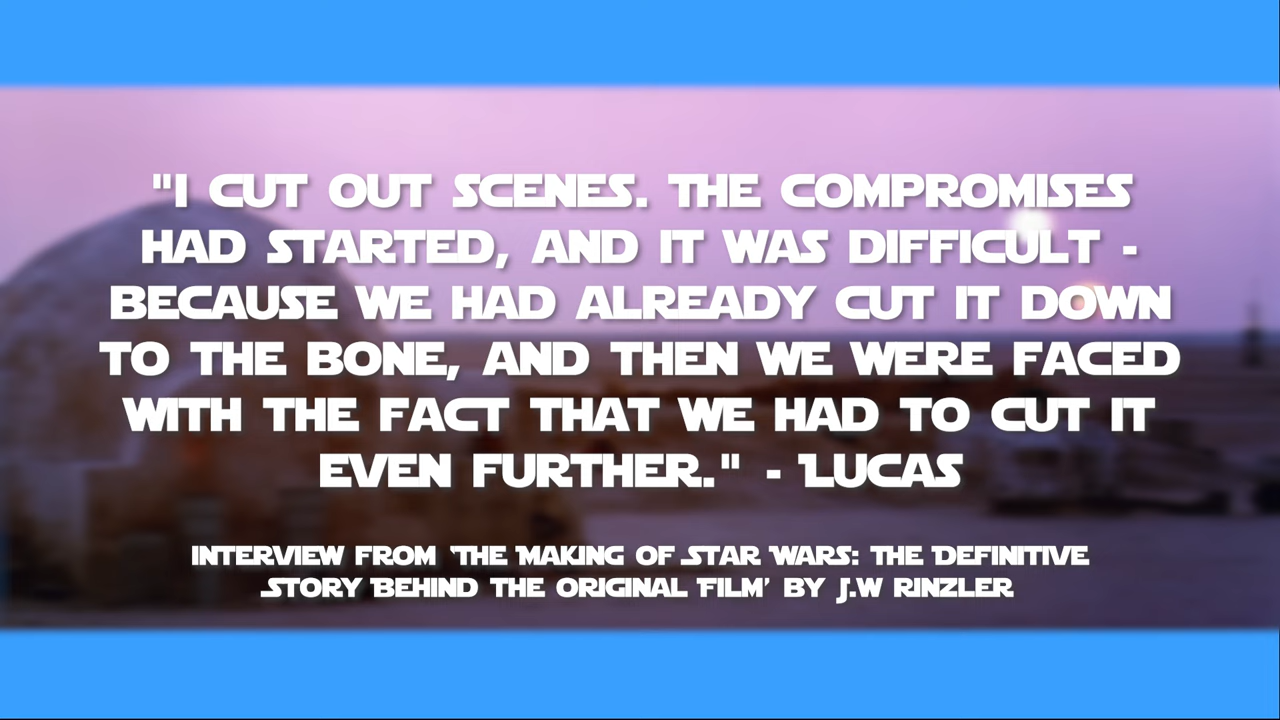 "I CUT OUT SCENES. THE COMPROMISES
HAD STARTED, AND IT WAS DIFFICULT -
BECAUSE WE HAD ALREADY CUT IT DOWN
TO THE BONE, AND THEN WE WERE FACED
WITH THE FACT THAT WE HAD TO CUT IT
EVEN FURTHER." - LUCAS
INTERVIEW FROM 'THE MAKING OF STAR WARS: THE DEFINITIVE
STORY BEHIND THE ORIGINAL FILM' BY J.W RINZLER